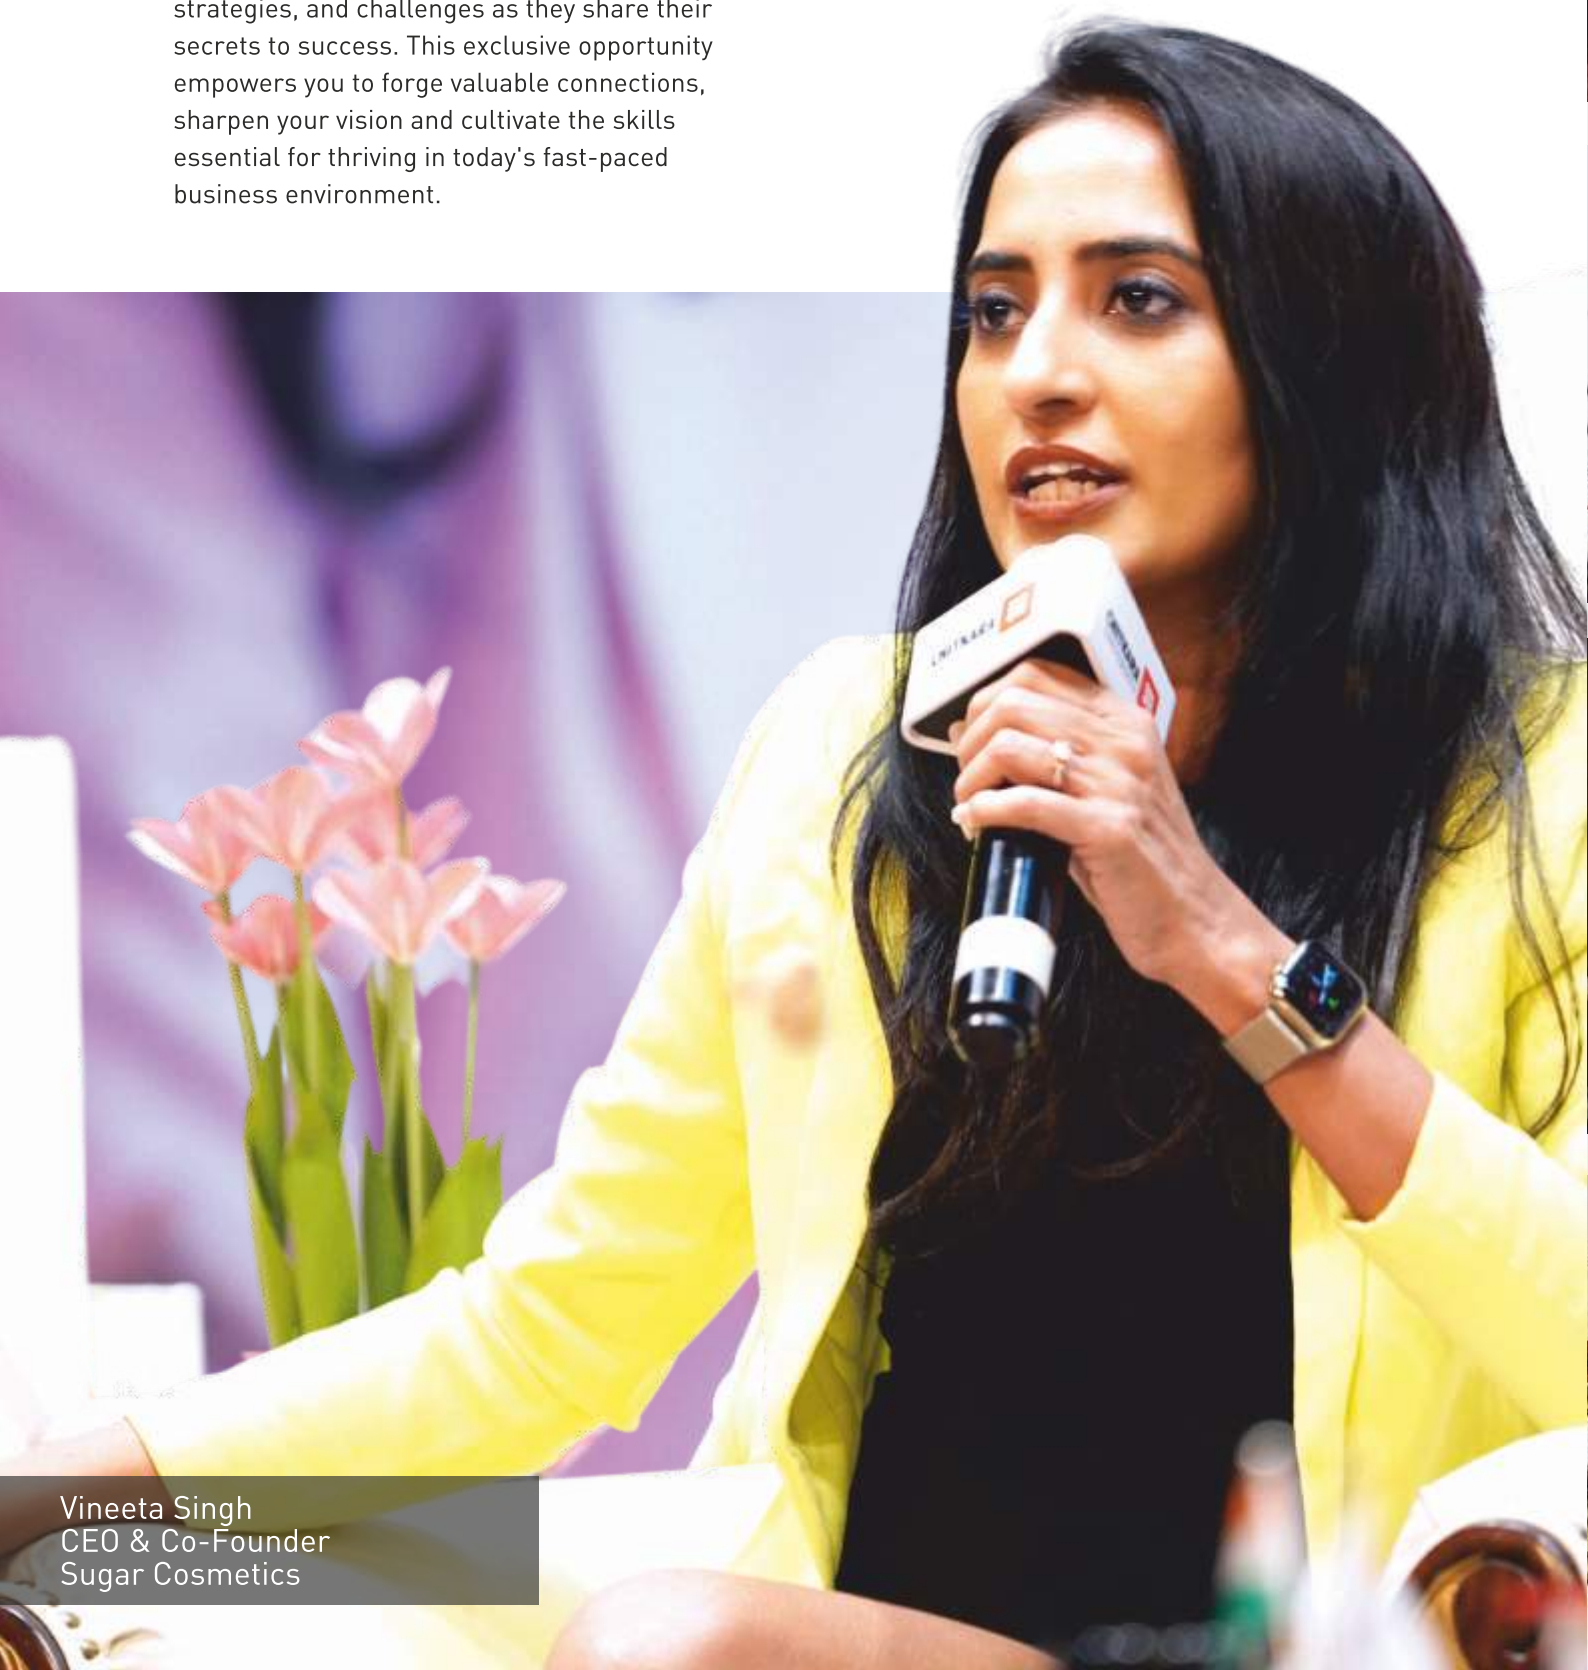 strategies, and challenges as they share their
secrets to success. This exclusive opportunity
empowers you to forge valuable connections,
sharpen your vision and cultivate the skills
essential for thriving in today's fast-paced
business environment.
CHITKARA
CHITKARA
Vineeta Singh
CEO & Co-Founder
Sugar Cosmetics